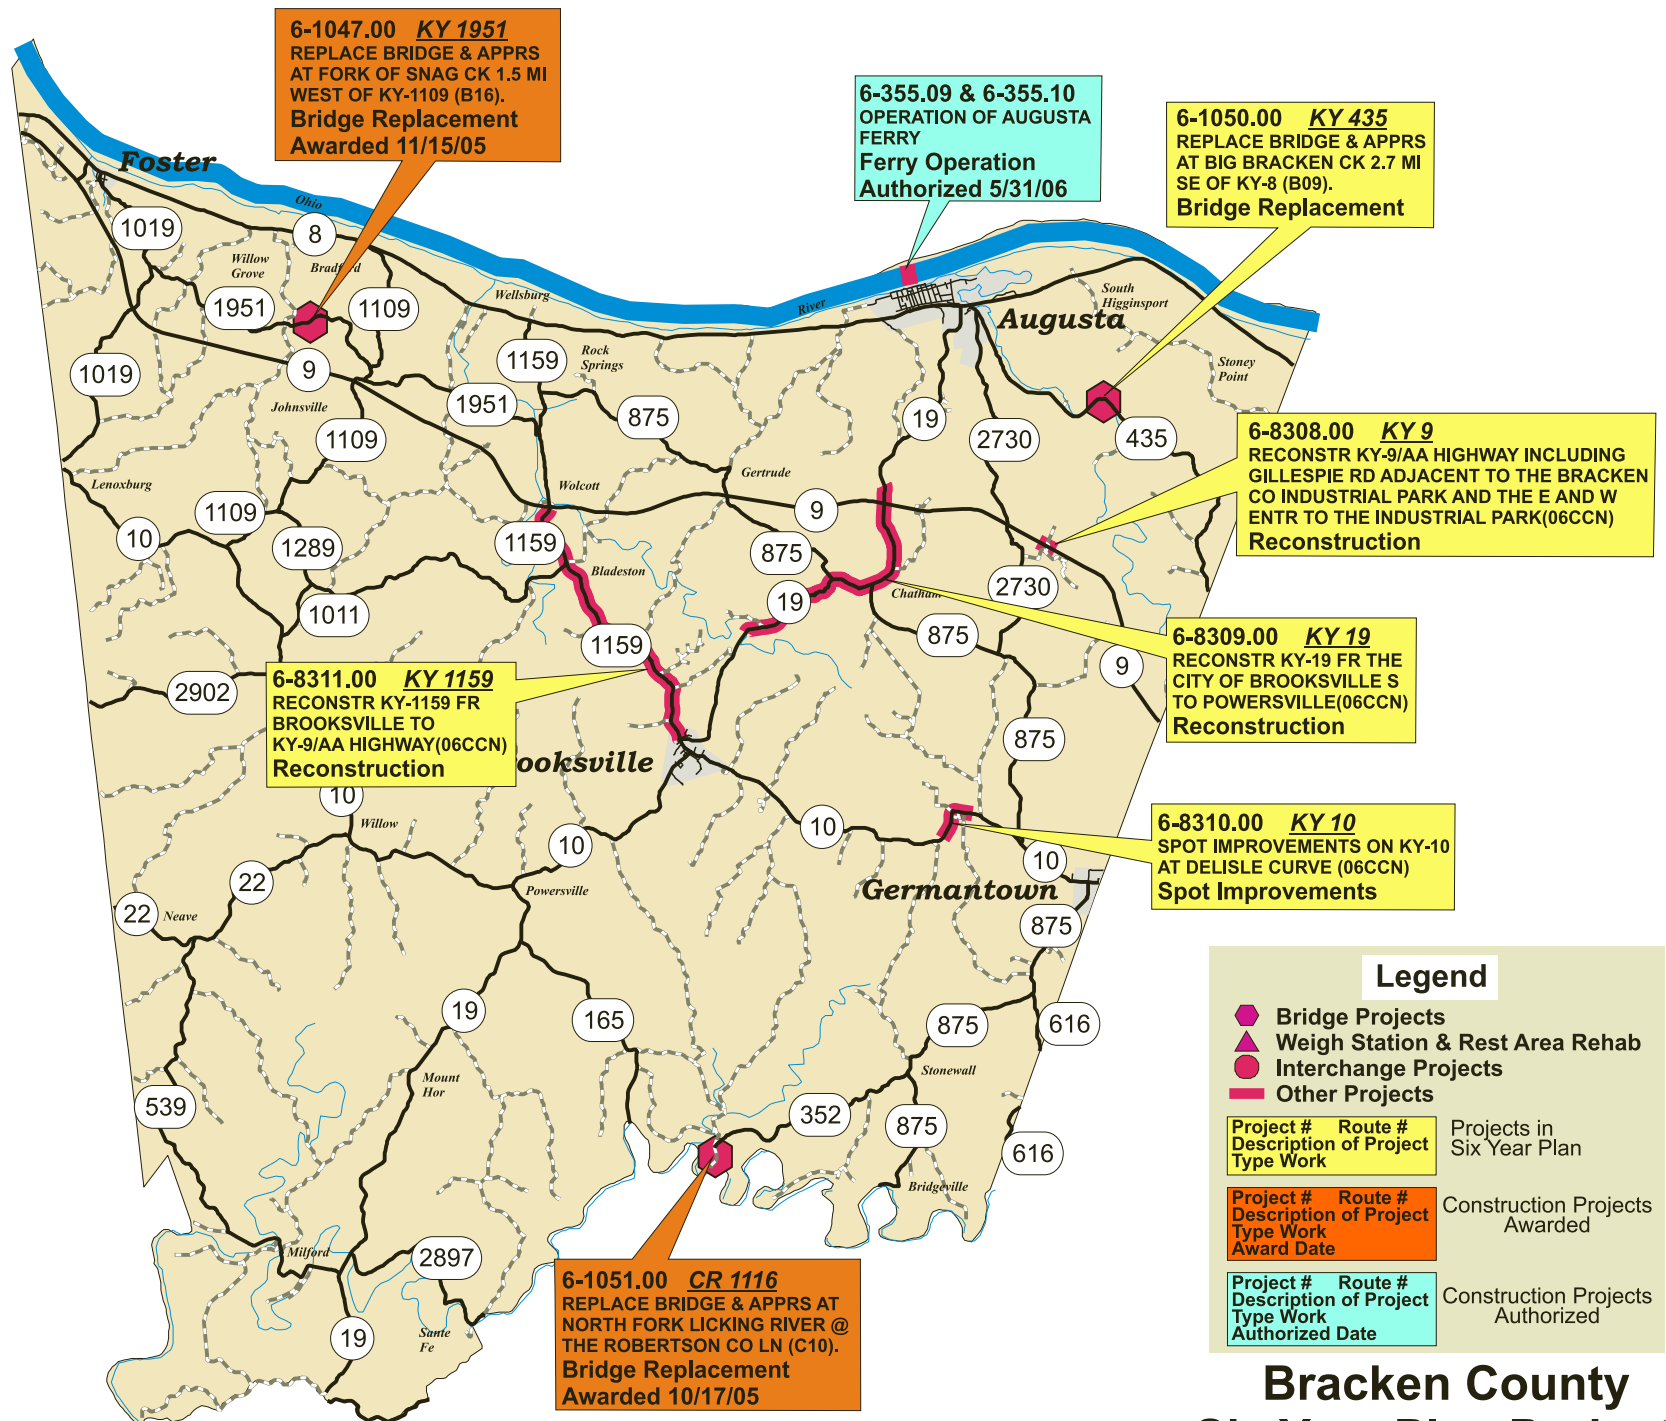 6-1047.00 KY 1951
REPLACE BRIDGE & APPRS
AT FORK OF SNAG CK 1.5 MI
WEST OF KY-1109 (B16).
Bridge Replacement
Awarded 11/15/05
6-355.09 & 6-355.10
OPERATION OF AUGUSTA
FERRY
Ferry Operation
Authorized 5/31/06
6-1050.00 KY 435
REPLACE BRIDGE & APPRS
AT BIG BRACKEN CK 2.7 MI
SE OF KY-8 (B09).
Bridge Replacement
Foster
Ohio
1019
8
Willow
Grove
Bradford
1951
1109
Wellsburg
River
South
Higginsport
Augusta
1019
9
1159
Rock
Springs
Stoney
Point
Johnsville
1951
875
19
2730
435
1109
6-8308.00 KY 9
RECONSTR KY-9/AA HIGHWAY INCLUDING
GILLESPIE RD ADJACENT TO THE BRACKEN
CO INDUSTRIAL PARK AND THE E AND W
ENTR TO THE INDUSTRIAL PARK(06CCN)
Reconstruction
Lenoxburg
Wolcott
Gertrude
1109
9
10
1289
1159
875
Bladeston
2730
1011
19
Chatham
875
1159
9
6-8309.00 KY 19
RECONSTR KY-19 FR THE
CITY OF BROOKSVILLE S
TO POWERSVILLE(06CCN)
Reconstruction
2902
6-8311.00 KY 1159
RECONSTR KY-1159 FR
BROOKSVILLE TO
KY-9/AA HIGHWAY(06CCN)
Reconstruction
875
ooksville
10
Willow
10
10
10
6-8310.00 KY 10
SPOT IMPROVEMENTS ON KY-10
AT DELISLE CURVE (06CCN)
Spot Improvements
22
Powersville
Germantown
22
Neave
875
19
165
875
616
Mount
Hor
Stonewall
539
352
875
616
Bridgeville
Milford
2897
19
Sante
Fe
6-1051.00 CR 1116
REPLACE BRIDGE & APPRS AT
NORTH FORK LICKING RIVER @
THE ROBERTSON CO LN (C10).
Bridge Replacement
Awarded 10/17/05
Legend
Bridge Projects
Weigh Station & Rest Area Rehab
Interchange Projects
Other Projects
Project # Route #
Description of Project
Type Work
Projects in
Six Year Plan
Project # Route #
Description of Project
Type Work
Award Date
Construction Projects
Awarded
Project # Route #
Description of Project
Type Work
Authorized Date
Construction Projects
Authorized
Bracken County